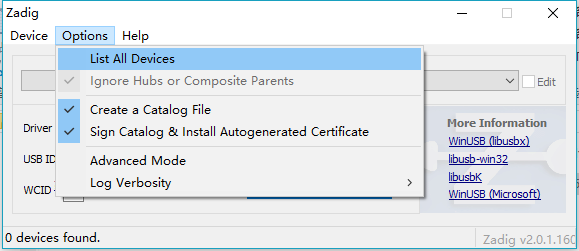 Zadig
Device Options Help
List All Devices
Ignore Hubs or Composite Parents
Edit
Create a Catalog File
Sign Catalog & Install Autogenerated Certificate
Advanced Mode
Log Verbosity
Driver
USB ID
WCID
More Information
WinUSB (libusbx)
libusb-win32
libusbK
WinUSB (Microsoft)
0 devices found.
Zadig v2.0.1.160